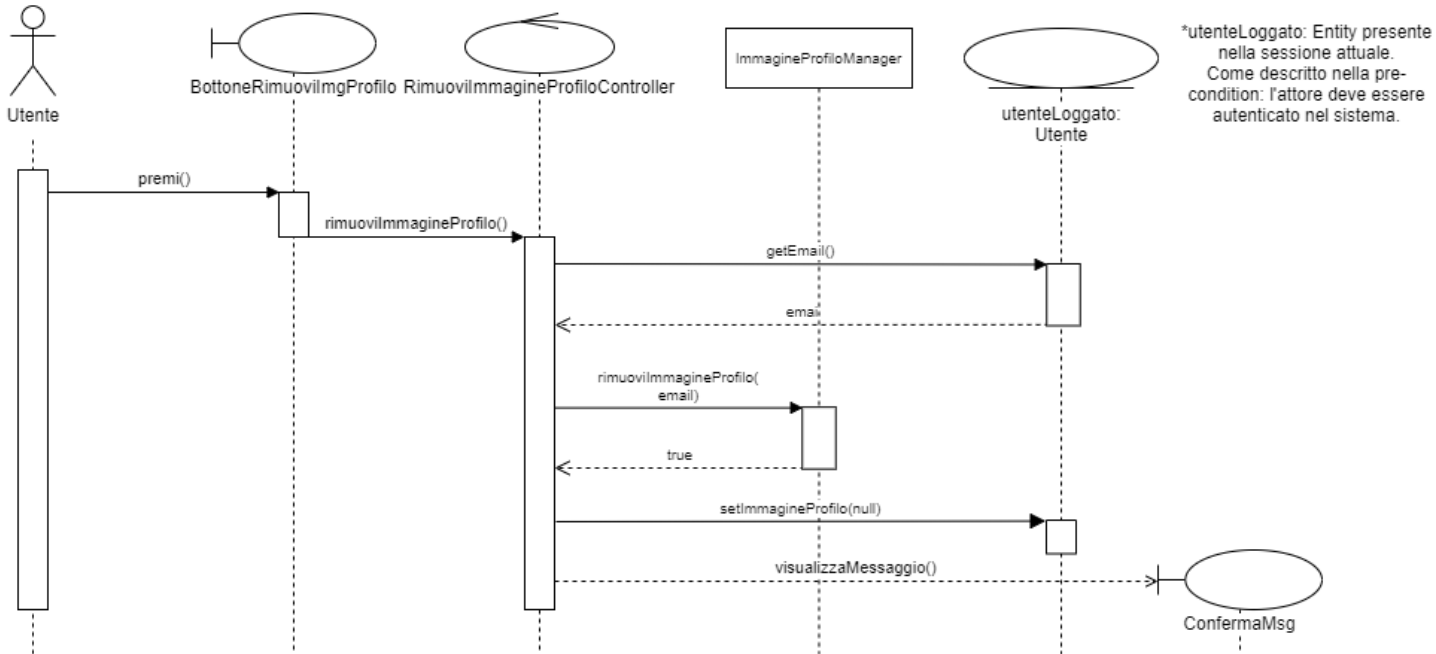 Utente
BottoneRimuoviImgProfilo
RimuoviImmagineProfiloController
ImmagineProfiloManager
utenteLoggato:
Utente
*utenteLoggato: Entity presente
nella sessione attuale.
Come descritto nella pre-
condition: l'attore deve essere
autenticato nel sistema.
premi()
rimuoviImmagineProfilo()
getEmail()
email
rimuoviImmagineProfilo(
email)
true
setImmagineProfilo(null)
visualizzaMessaggio()
ConfermaMsg